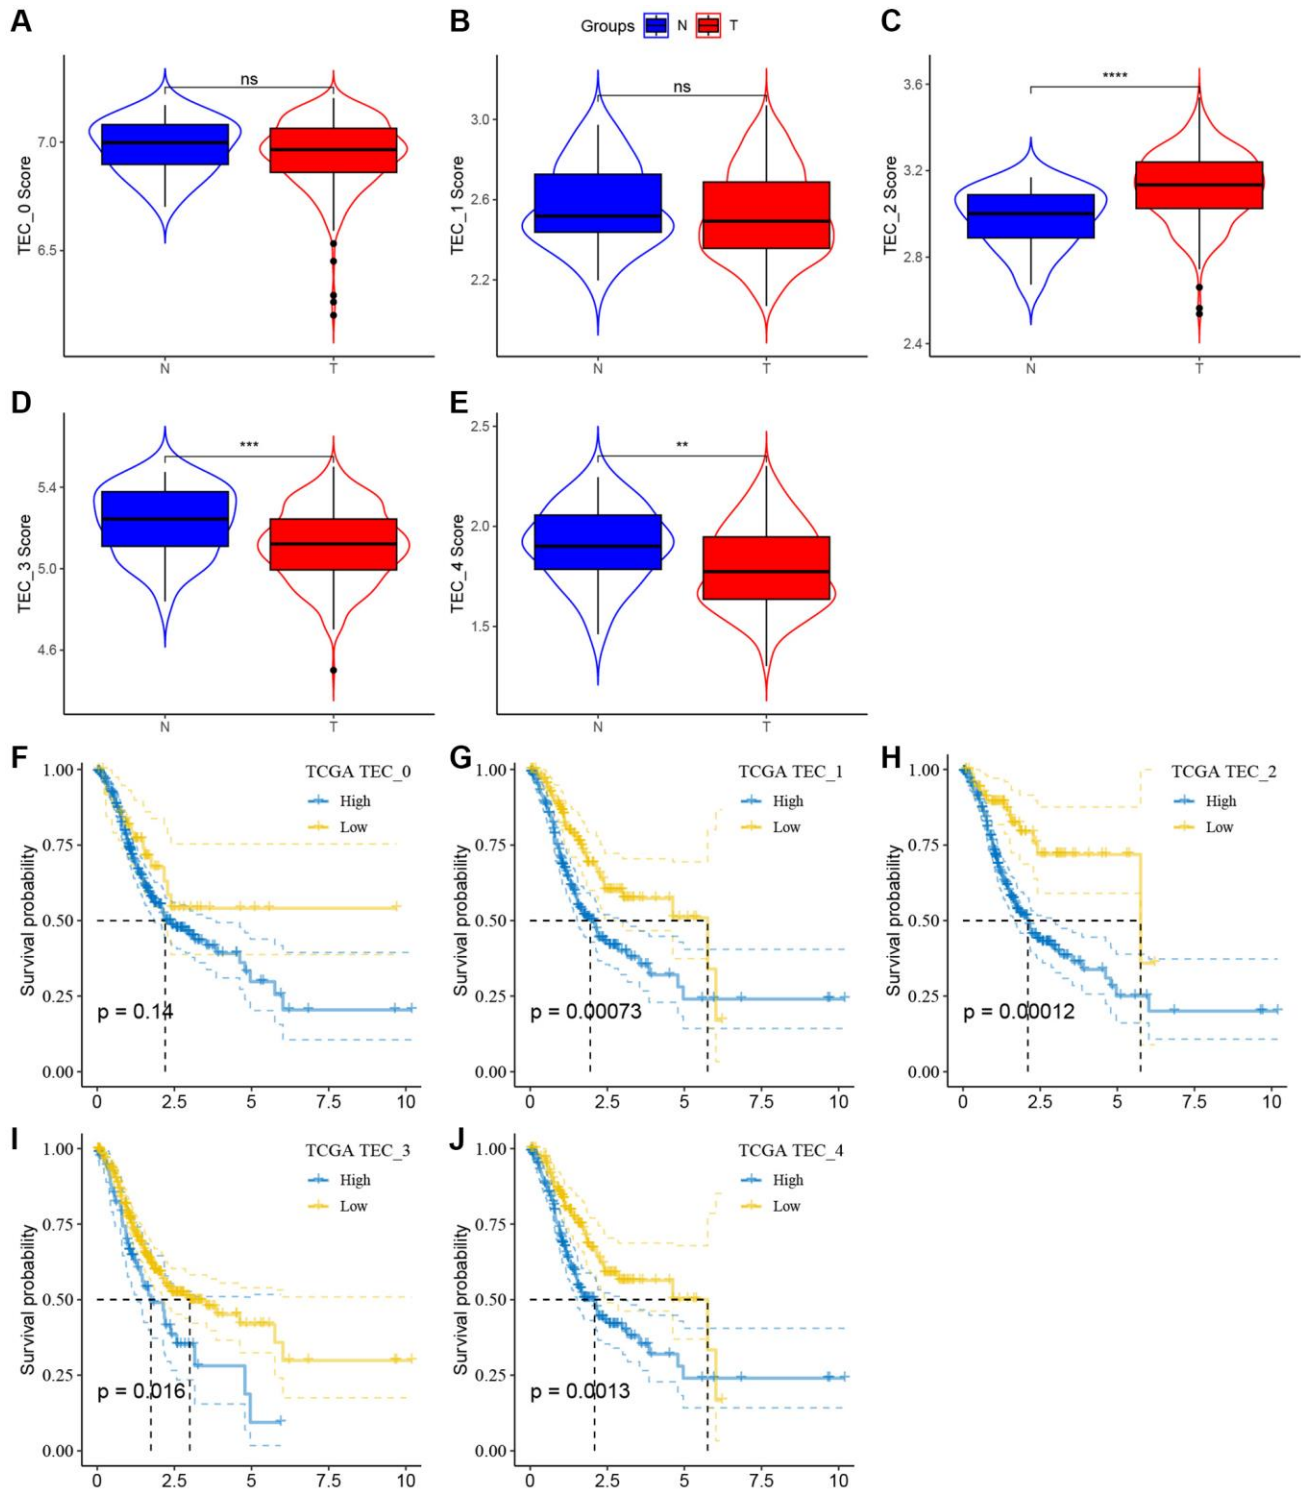 A
B
Groups N T
C
ns
TEC_0 Score
7.0
6.5
N T
ns
TEC_1 Score
3.0
2.6
2.2
N T
****
TEC_2 Score
3.6
3.2
2.8
2.4
N T
D
***
TEC_3 Score
5.4
5.0
4.6
N T
E
**
TEC_4 Score
2.5
2.0
1.5
N T
F
TCGA TEC_0
High
Low
Survival probability
1.00
0.75
0.50
0.25
0.00
p = 0.14
0 2.5 5 7.5 10
G
TCGA TEC_1
High
Low
Survival probability
1.00
0.75
0.50
0.25
0.00
p = 0.00073
0 2.5 5 7.5 10
H
TCGA TEC_2
High
Low
Survival probability
1.00
0.75
0.50
0.25
0.00
p = 0.00012
0 2.5 5 7.5 10
I
TCGA TEC_3
High
Low
Survival probability
1.00
0.75
0.50
0.25
0.00
p = 0.016
0 2.5 5 7.5 10
J
TCGA TEC_4
High
Low
Survival probability
1.00
0.75
0.50
0.25
0.00
p = 0.0013
0 2.5 5 7.5 10